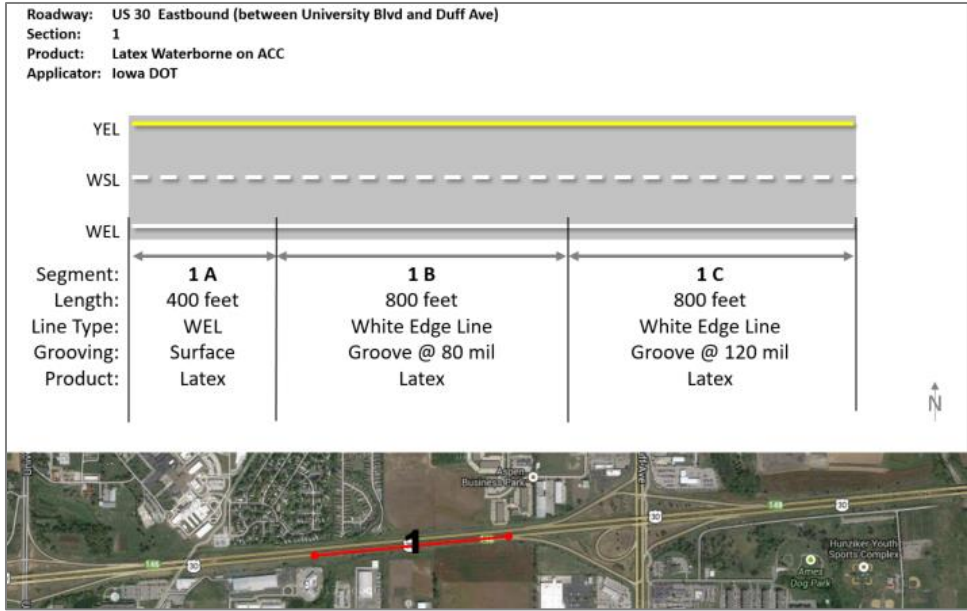 Roadway: US 30 Eastbound (between University Blvd and Duff Ave)
Section: 1
Product: Latex Waterborne on ACC
Applicator: Iowa DOT
YEL
WSL
WEL
Segment: 1 A 1 B 1 C
Length: 400 feet 800 feet 800 feet
Line Type: WEL White Edge Line White Edge Line
Grooving: Surface Groove @ 80 mil Groove @ 120 mil
Product: Latex Latex Latex
N
Aspen
Business Park
30
30
1
148
30
Hunziker Youth
Sports Complex
Ames
Dog Park